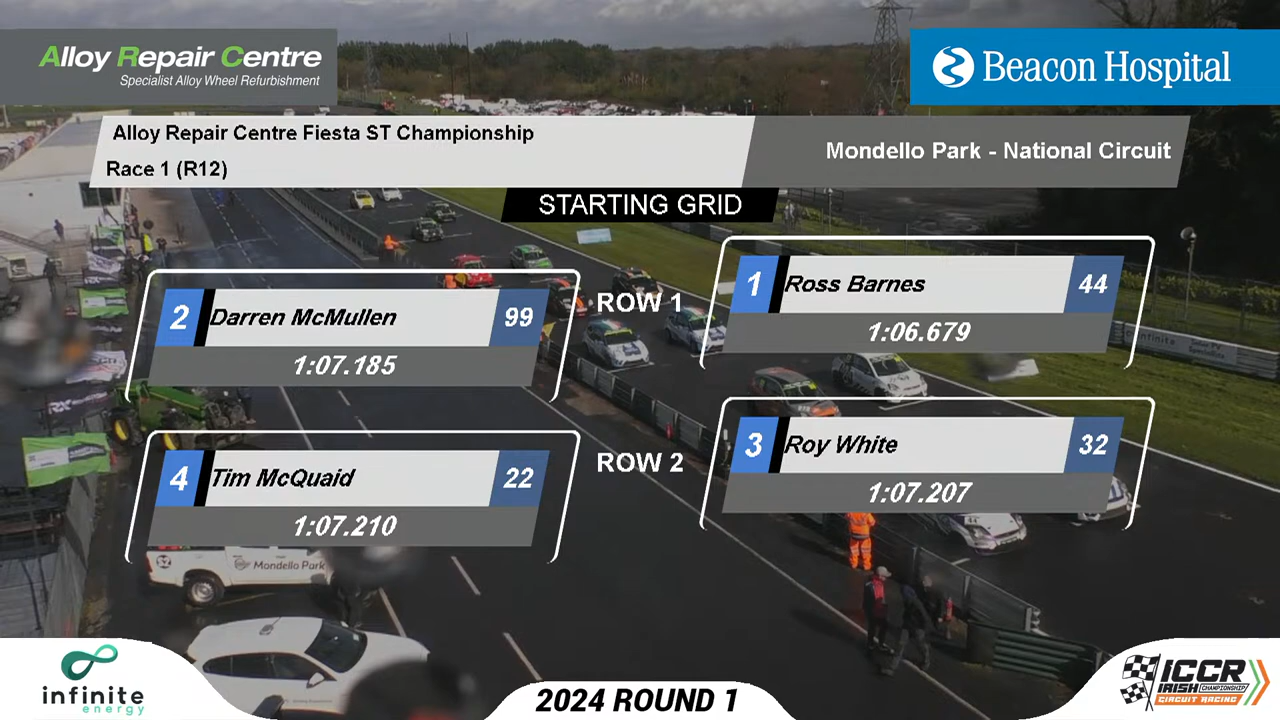 Alloy Repair Centre
Specialist Alloy Wheel Refurbishment
Beacon Hospital
Alloy Repair Centre Fiesta ST Championship
Race 1 (R12)
Mondello Park - National Circuit
STARTING GRID
ROW 1
1 Ross Barnes 44
1:06.679
2 Darren McMullen 99
1:07.185
ROW 2
3 Roy White 32
1:07.207
4 Tim McQuaid 22
1:07.210
Mondello Park
infinite
44
infinite
energy
2024 ROUND 1
ICCR
IRISH CHAMPIONSHIP
CIRCUIT RACING